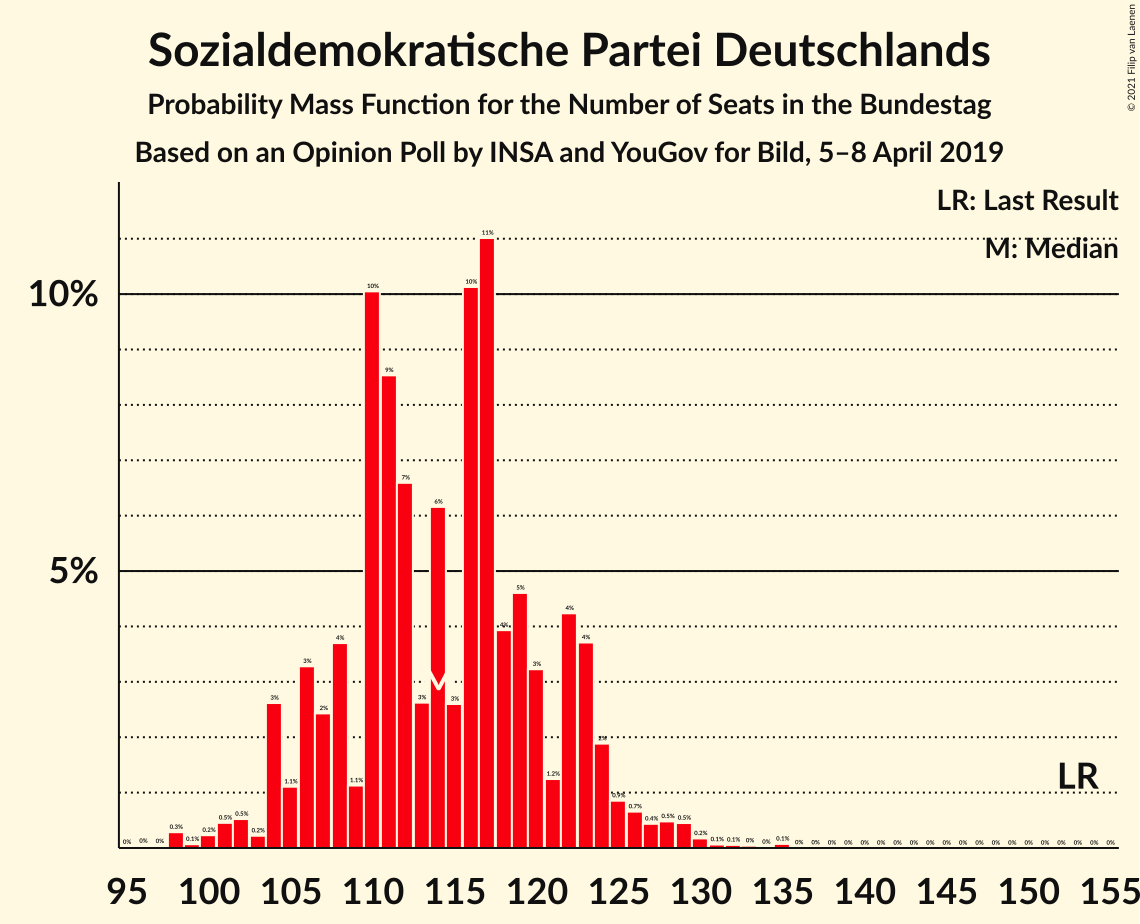 Sozialdemokratische Partei Deutschlands
Probability Mass Function for the Number of Seats in the Bundestag
Based on an Opinion Poll by INSA and YouGov for Bild, 5–8 April 2019
© 2021 Filip van Laenen
LR: Last Result
M: Median
10%
5%
0% 0% 0% 0.3% 0.1% 0.2% 0.5% 0.5% 0.2% 3% 1.1% 3% 2% 4% 1.1% 10% 9% 7% 3% 6% 3% 10% 11% 4% 5% 3% 1.2% 4% 4% 2% 0.9% 0.7% 0.4% 0.5% 0.5% 0.2% 0.1% 0.1% 0% 0% 0.1% 0% 0% 0% 0% 0% 0% 0% 0% 0% 0% 0% 0% 0% 0% 0% 0% 0% 0% 0% 0%
M
LR
95 100 105 110 115 120 125 130 135 140 145 150 155